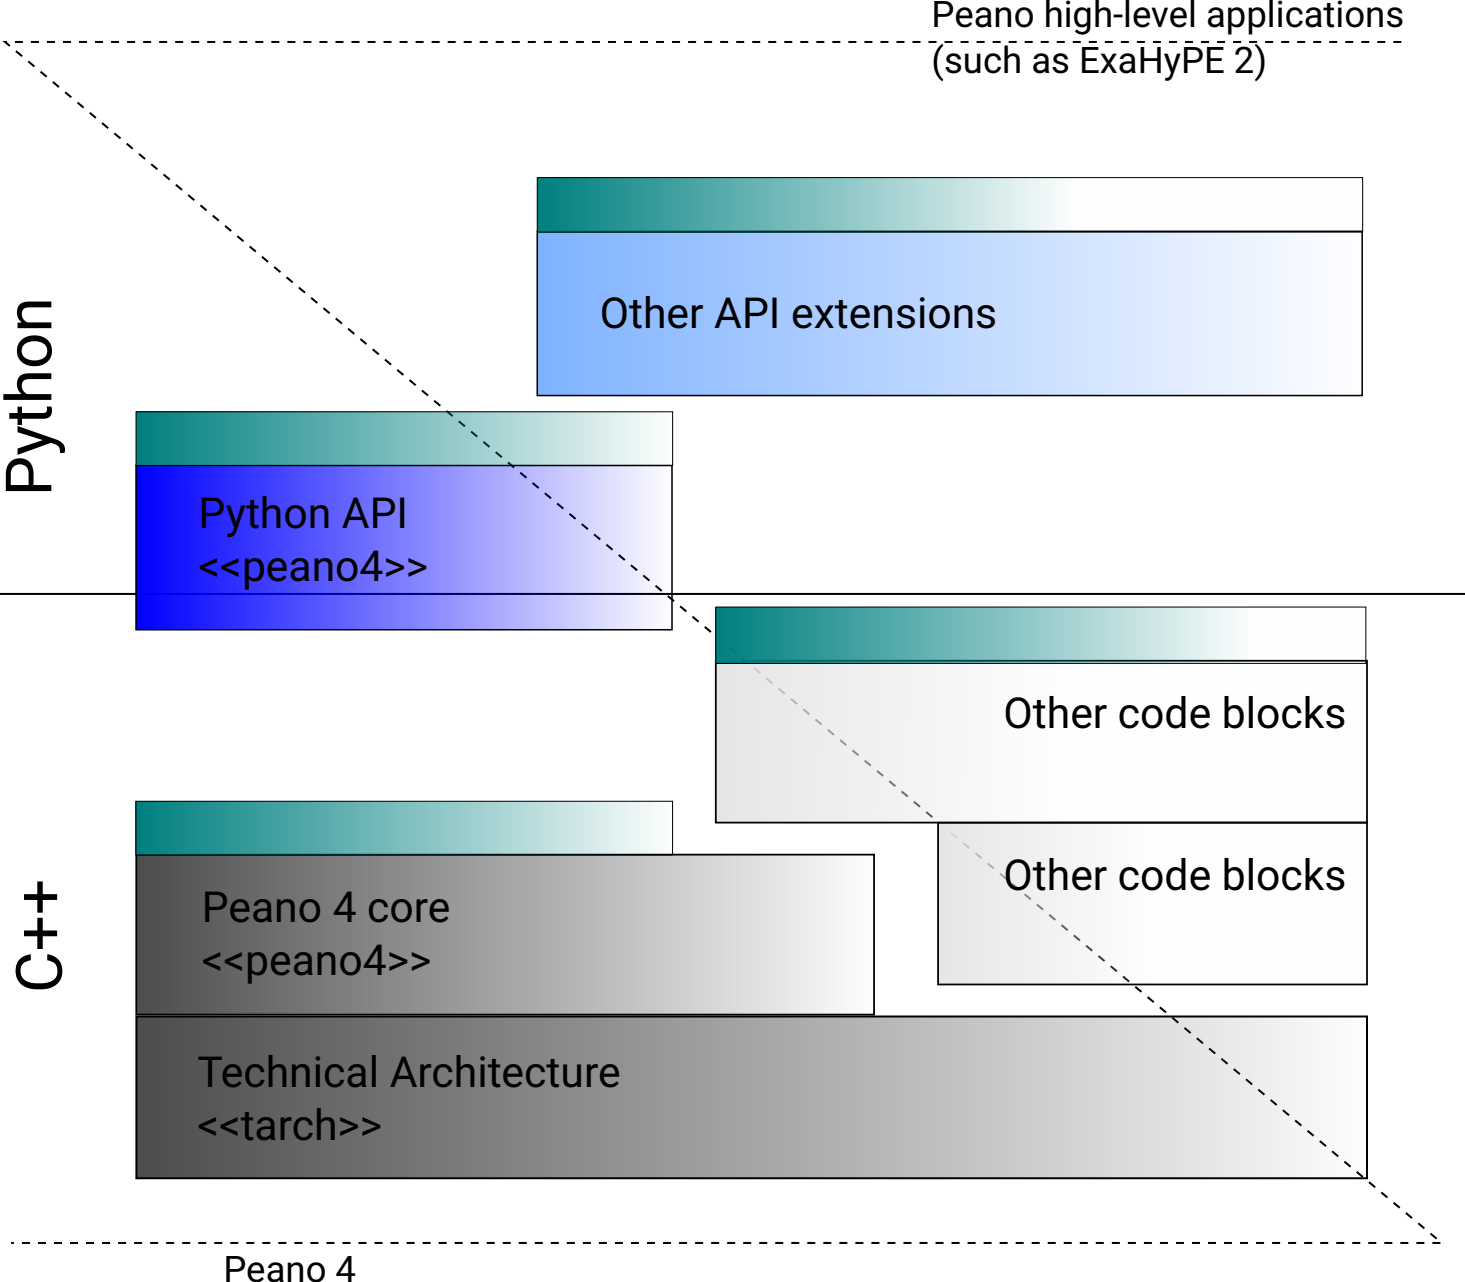 Peano high-level applications
(such as ExaHyPE 2)
Other API extensions
Python
Python API
<<peano4>>
Other code blocks
Other code blocks
C++
Peano 4 core
<<peano4>>
Technical Architecture
<<tarch>>
Peano 4